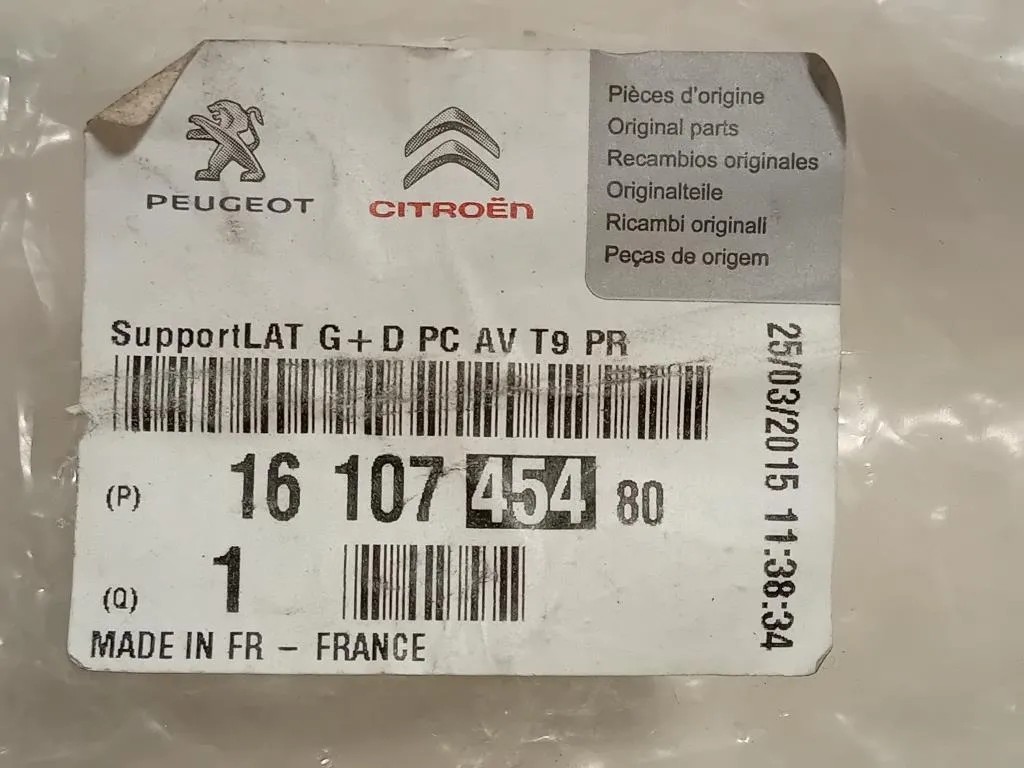 PEUGEOT
CITROËN
Pièces d'origine
Original parts
Recambios originales
Originalteile
Ricambi originali
Peças de origem
SupportLAT G+D PC AV T9 PR
(P) 16 107 454 80
(Q) 1
MADE IN FR - FRANCE
25/03/2015 11:38:34